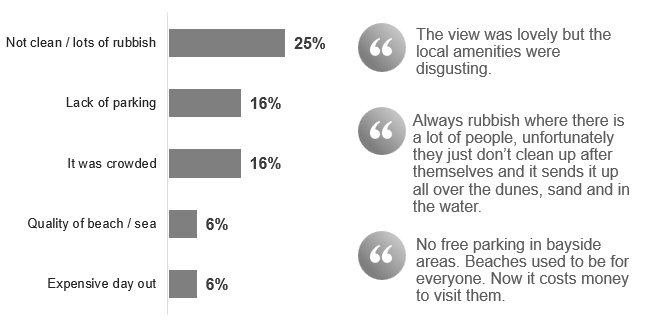 Not clean / lots of rubbish 25%
Lack of parking 16%
It was crowded 16%
Quality of beach / sea 6%
Expensive day out 6%
“ The view was lovely but the
local amenities were
disgusting.
“ Always rubbish where there is
a lot of people, unfortunately
they just don’t clean up after
themselves and it sends it up
all over the dunes, sand and in
the water.
“ No free parking in bayside
areas. Beaches used to be for
everyone. Now it costs money
to visit them.